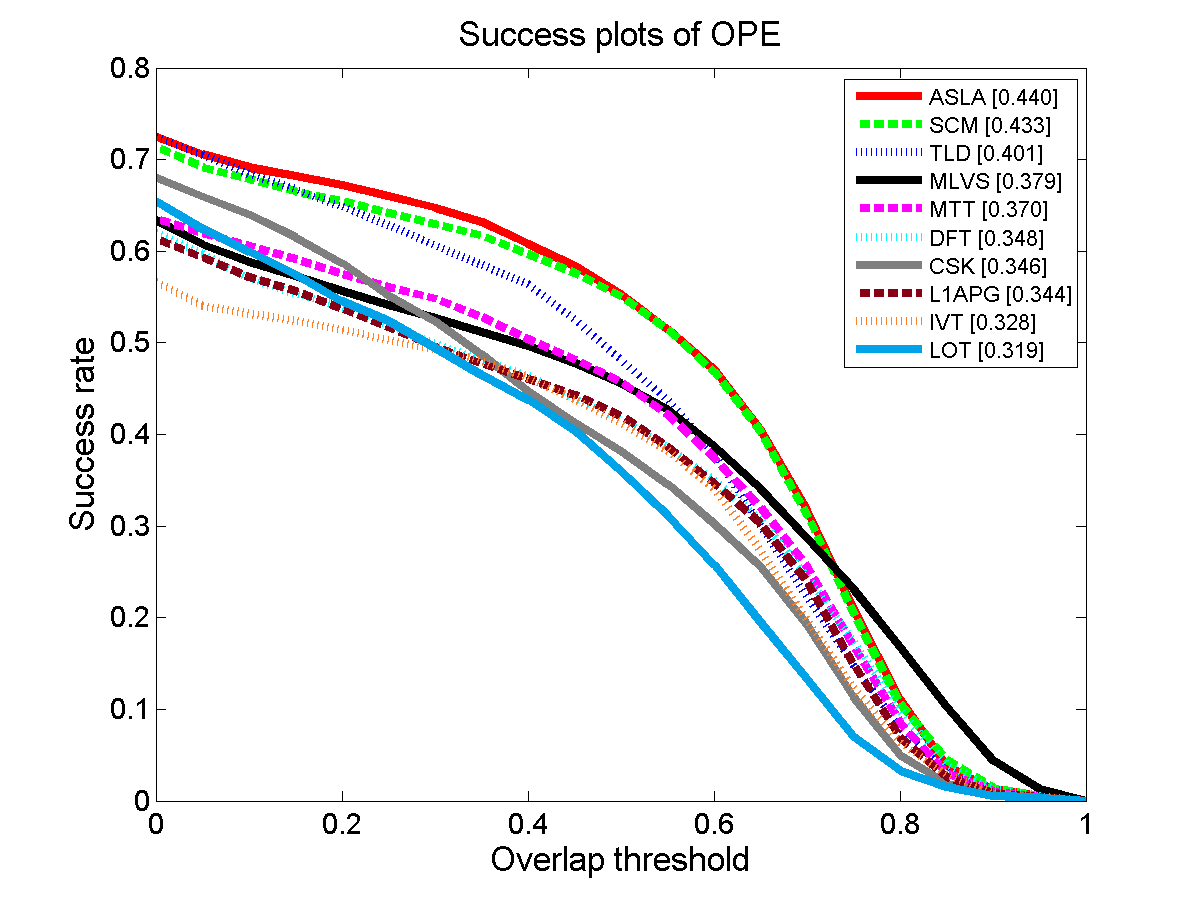 Success plots of OPE
0.8
0.7
0.6
0.5
0.4
0.3
0.2
0.1
0
Success rate
ASLA [0.440]
SCM [0.433]
TLD [0.401]
MLVS [0.379]
MTT [0.370]
DFT [0.348]
CSK [0.346]
L1APG [0.344]
IVT [0.328]
LOT [0.319]
0 0.2 0.4 0.6 0.8 1
Overlap threshold